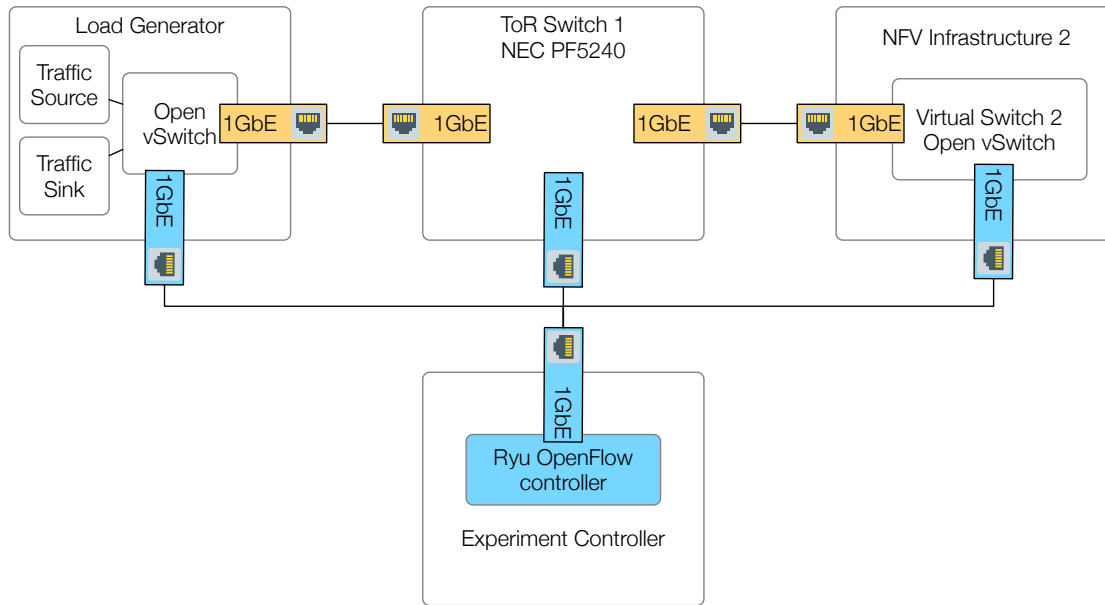 Load Generator
Traffic
Source
Traffic
Sink
Open
vSwitch
1GbE
1GbE
ToR Switch 1
NEC PF5240
1GbE
1GbE
1GbE
NFV Infrastructure 2
1GbE
Virtual Switch 2
Open vSwitch
1GbE
1GbE
Ryu OpenFlow
controller
Experiment Controller